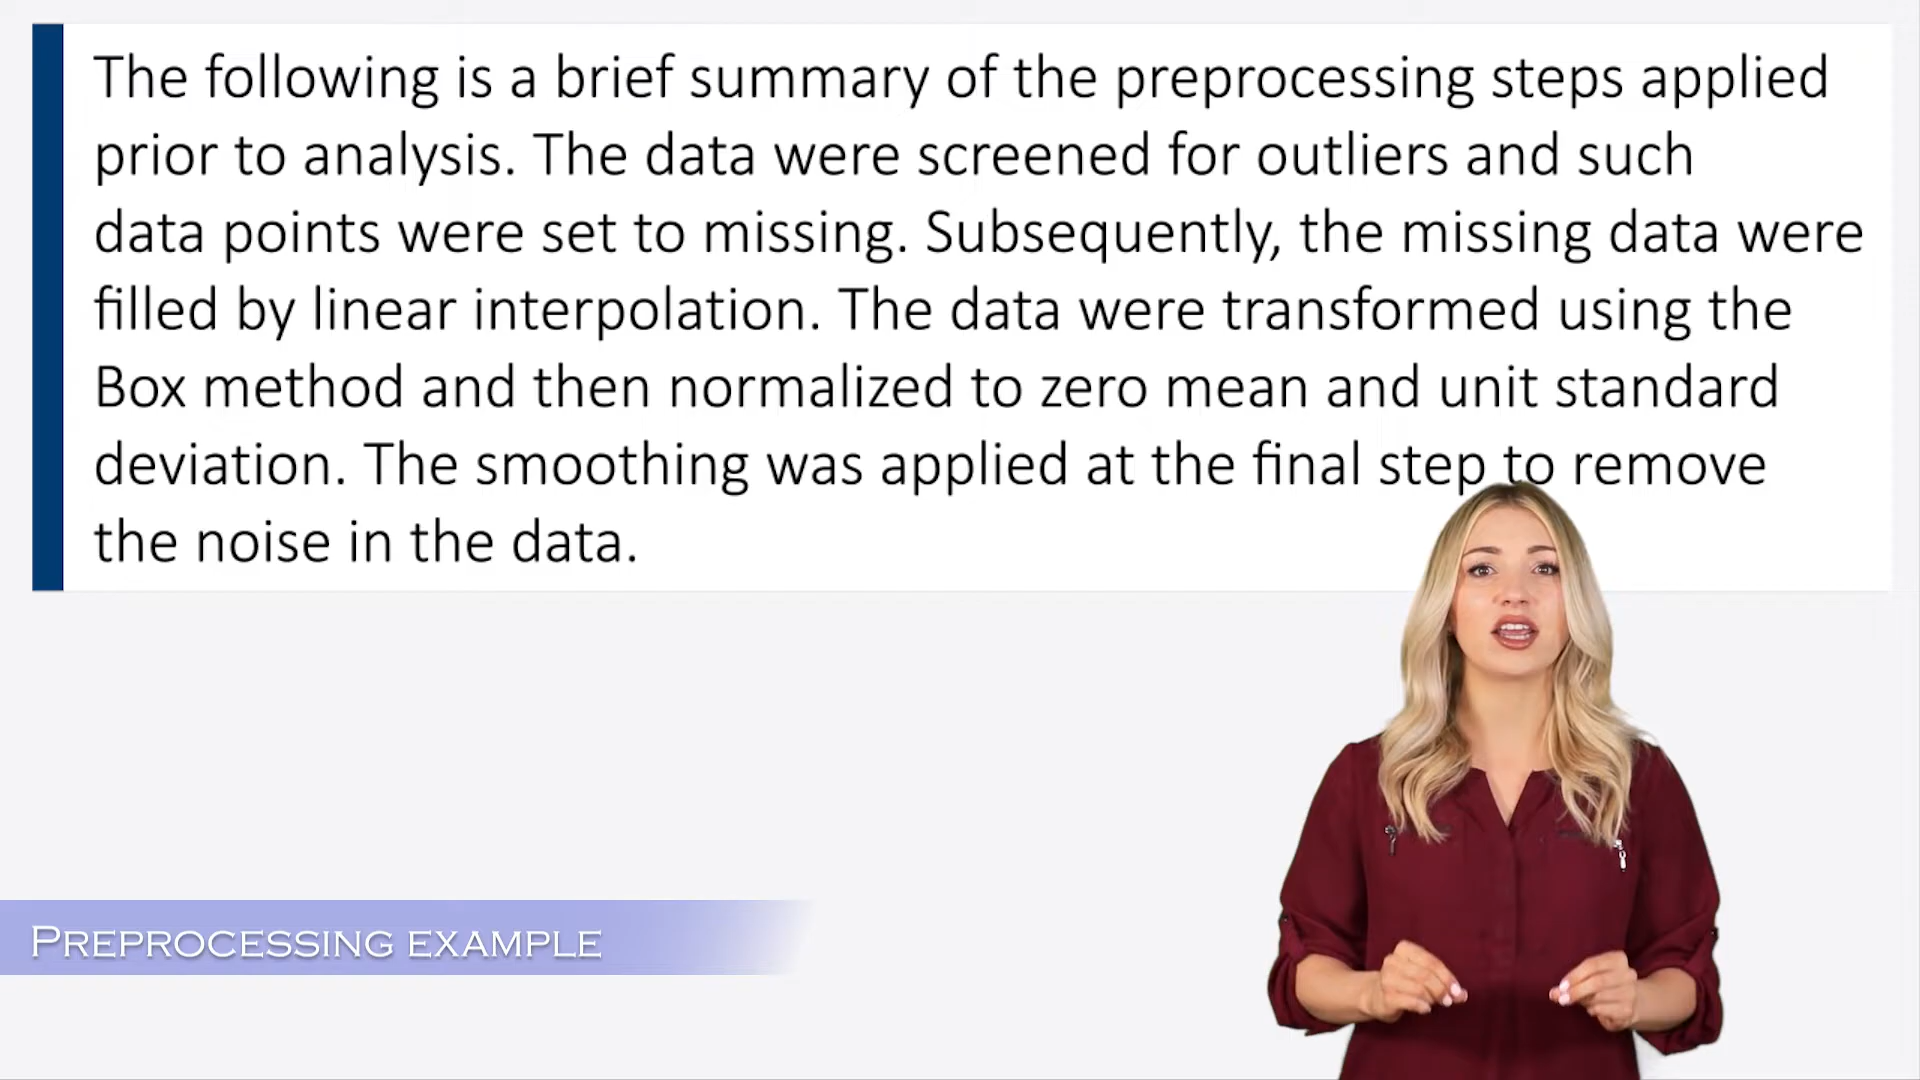 The following is a brief summary of the preprocessing steps applied
prior to analysis. The data were screened for outliers and such
data points were set to missing. Subsequently, the missing data were
filled by linear interpolation. The data were transformed using the
Box method and then normalized to zero mean and unit standard
deviation. The smoothing was applied at the final step to remove
the noise in the data.
Preprocessing example